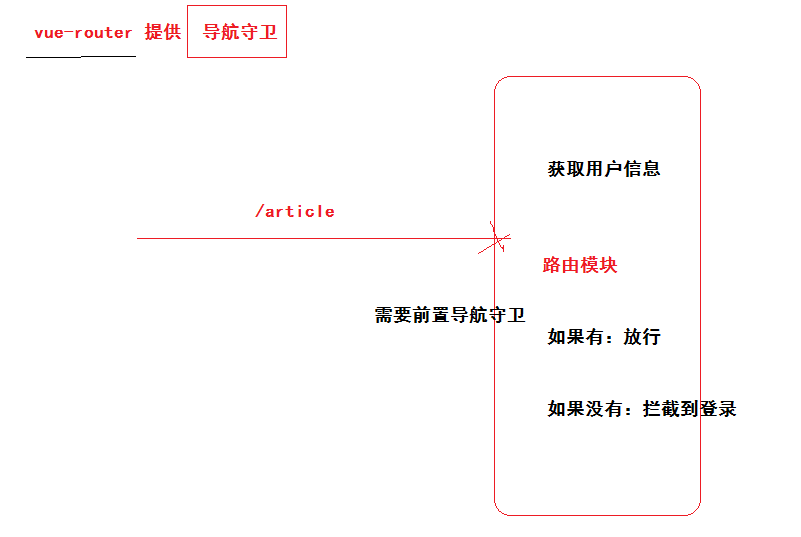 vue-router 提供 导航守卫
获取用户信息
/article
路由模块
需要前置导航守卫
如果有：放行
如果没有：拦截到登录